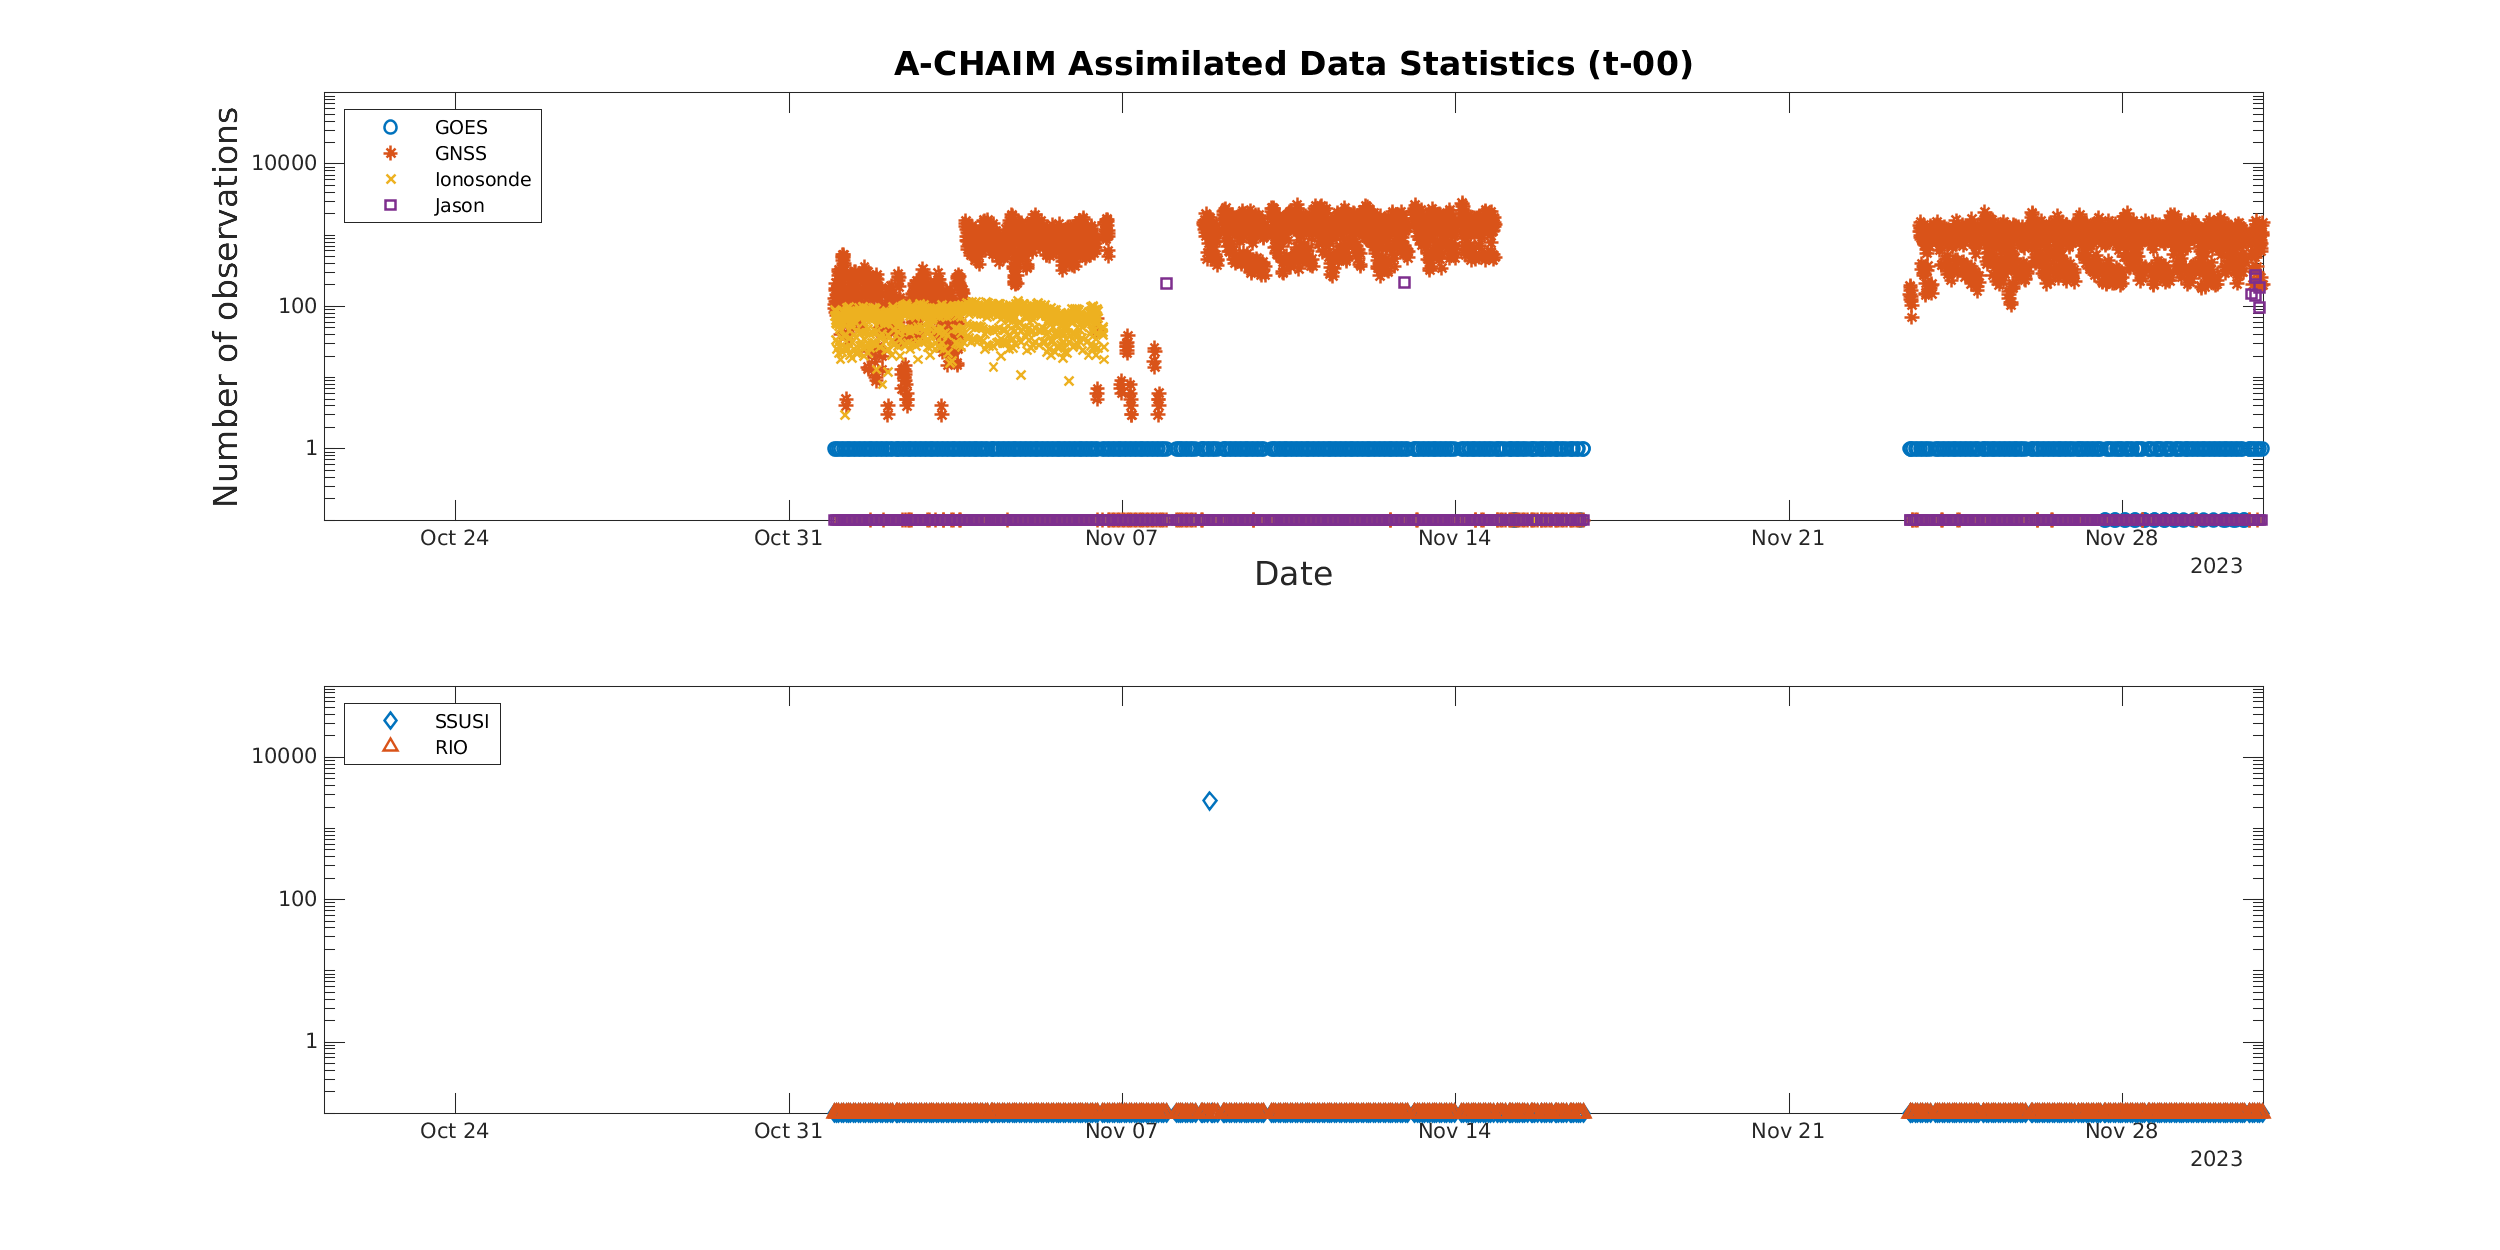 A-CHAIM Assimilated Data Statistics (t-00)
Number of observations
10000
100
1
GOES
GNSS
Ionosonde
Jason
Oct 24
Oct 31
Nov 07
Nov 14
Nov 21
Nov 28
2023
Date
10000
100
1
SSUSI
RIO
Oct 24
Oct 31
Nov 07
Nov 14
Nov 21
Nov 28
2023